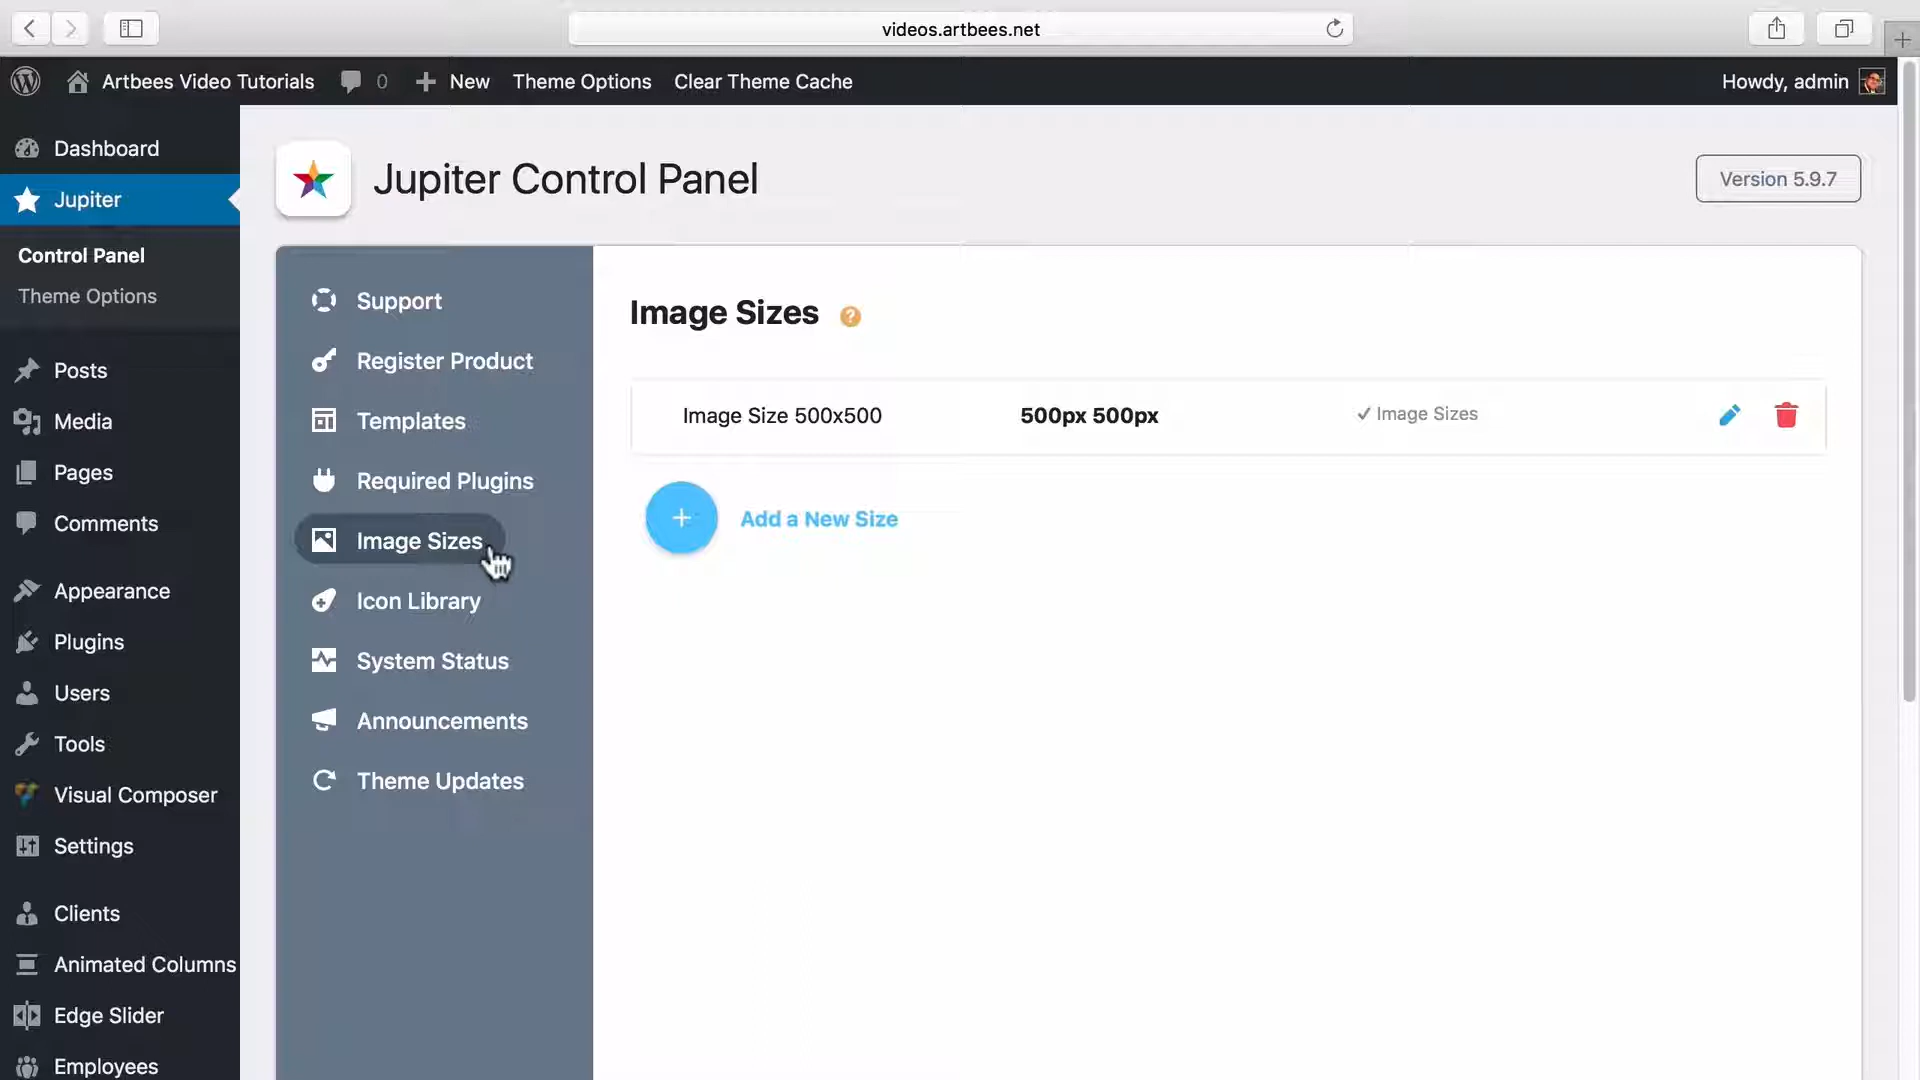 videos.artbees.net
Artbees Video Tutorials 0 New Theme Options Clear Theme Cache Howdy, admin
Dashboard
Jupiter
Control Panel
Theme Options
Posts
Media
Pages
Comments
Appearance
Plugins
Users
Tools
Visual Composer
Settings
Clients
Animated Columns
Edge Slider
Employees
Jupiter Control Panel
Version 5.9.7
Support
Register Product
Templates
Required Plugins
Image Sizes
Icon Library
System Status
Announcements
Theme Updates
Image Sizes ?
Image Size 500x500 500px 500px ✓ Image Sizes
+ Add a New Size